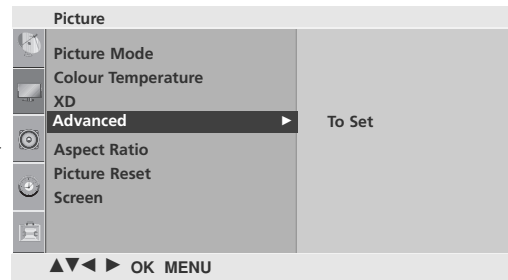 Picture
Picture Mode
Colour Temperature
XD
Advanced ► To Set
Aspect Ratio
Picture Reset
Screen
▲▼◄ ► OK MENU